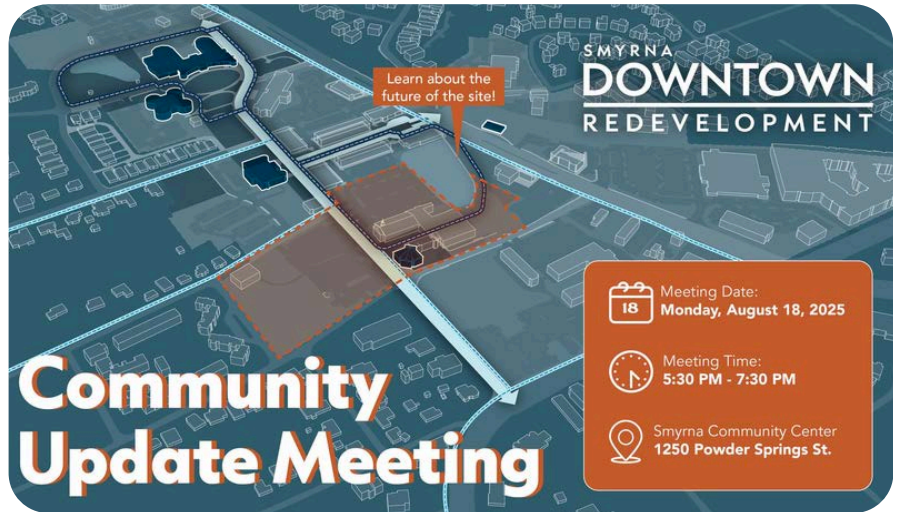 Learn about the
future of the site!
SMYRNA
DOWNTOWN
REDEVELOPMENT
18
Meeting Date:
Monday, August 18, 2025
Meeting Time:
5:30 PM - 7:30 PM
Smyrna Community Center
1250 Powder Springs St.
Community
Update Meeting